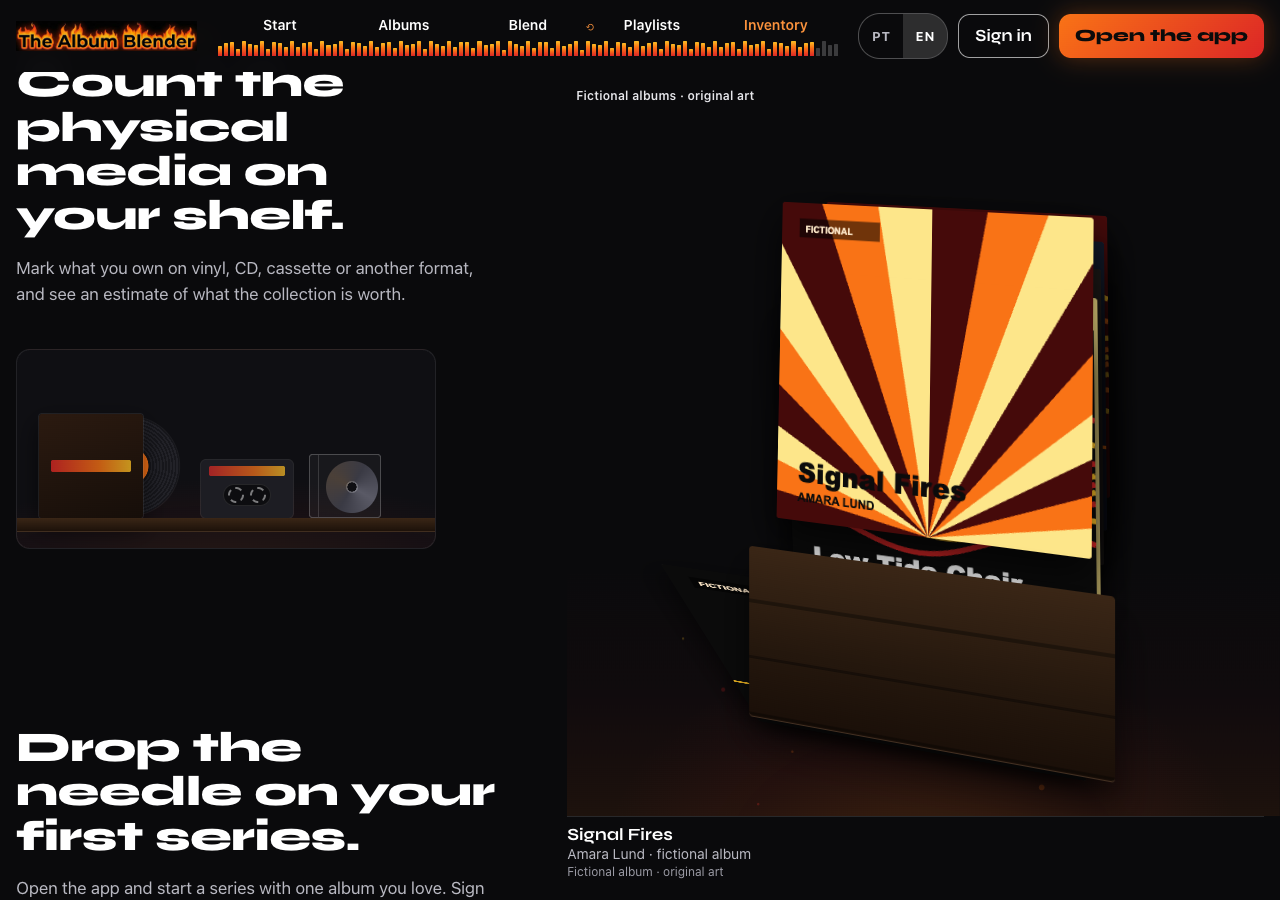 The Album Blender
Start
Albums
Blend
Playlists
Inventory
PT
EN
Sign in
Open the app
Count the
physical
media on
your shelf.
Mark what you own on vinyl, CD, cassette or another format,
and see an estimate of what the collection is worth.
Fictional albums · original art
FICTIONAL
Signal Fires
AMARA LUND
Low Tide Choir
FICTIONA
Signal Fires
Amara Lund · fictional album
Fictional album · original art
Drop the
needle on your
first series.
Open the app and start a series with one album you love. Sign